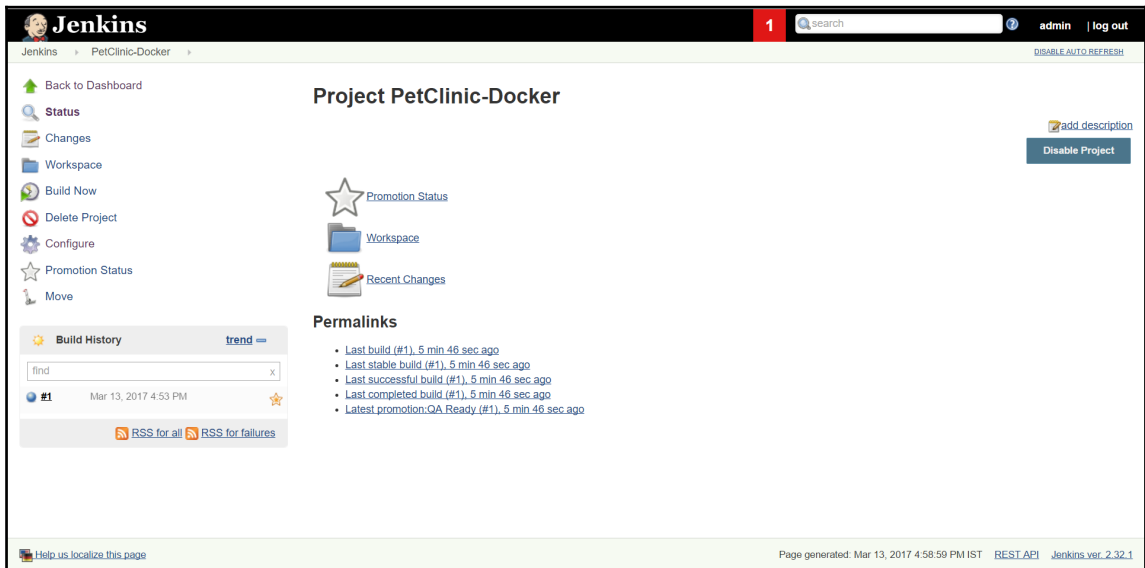 Jenkins
1
search
admin | log out
Jenkins PetClinic-Docker
DISABLE AUTO REFRESH
Back to Dashboard
Status
Changes
Workspace
Build Now
Delete Project
Configure
Promotion Status
Move
Build History trend
find x
#1 Mar 13, 2017 4:53 PM
RSS for all RSS for failures
Project PetClinic-Docker
add description
Disable Project
Promotion Status
Workspace
Recent Changes
Permalinks
• Last build (#1), 5 min 46 sec ago
• Last stable build (#1), 5 min 46 sec ago
• Last successful build (#1), 5 min 46 sec ago
• Last completed build (#1), 5 min 46 sec ago
• Latest promotion:QA Ready (#1), 5 min 46 sec ago
Help us localize this page
Page generated: Mar 13, 2017 4:58:59 PM IST REST API Jenkins ver. 2.32.1